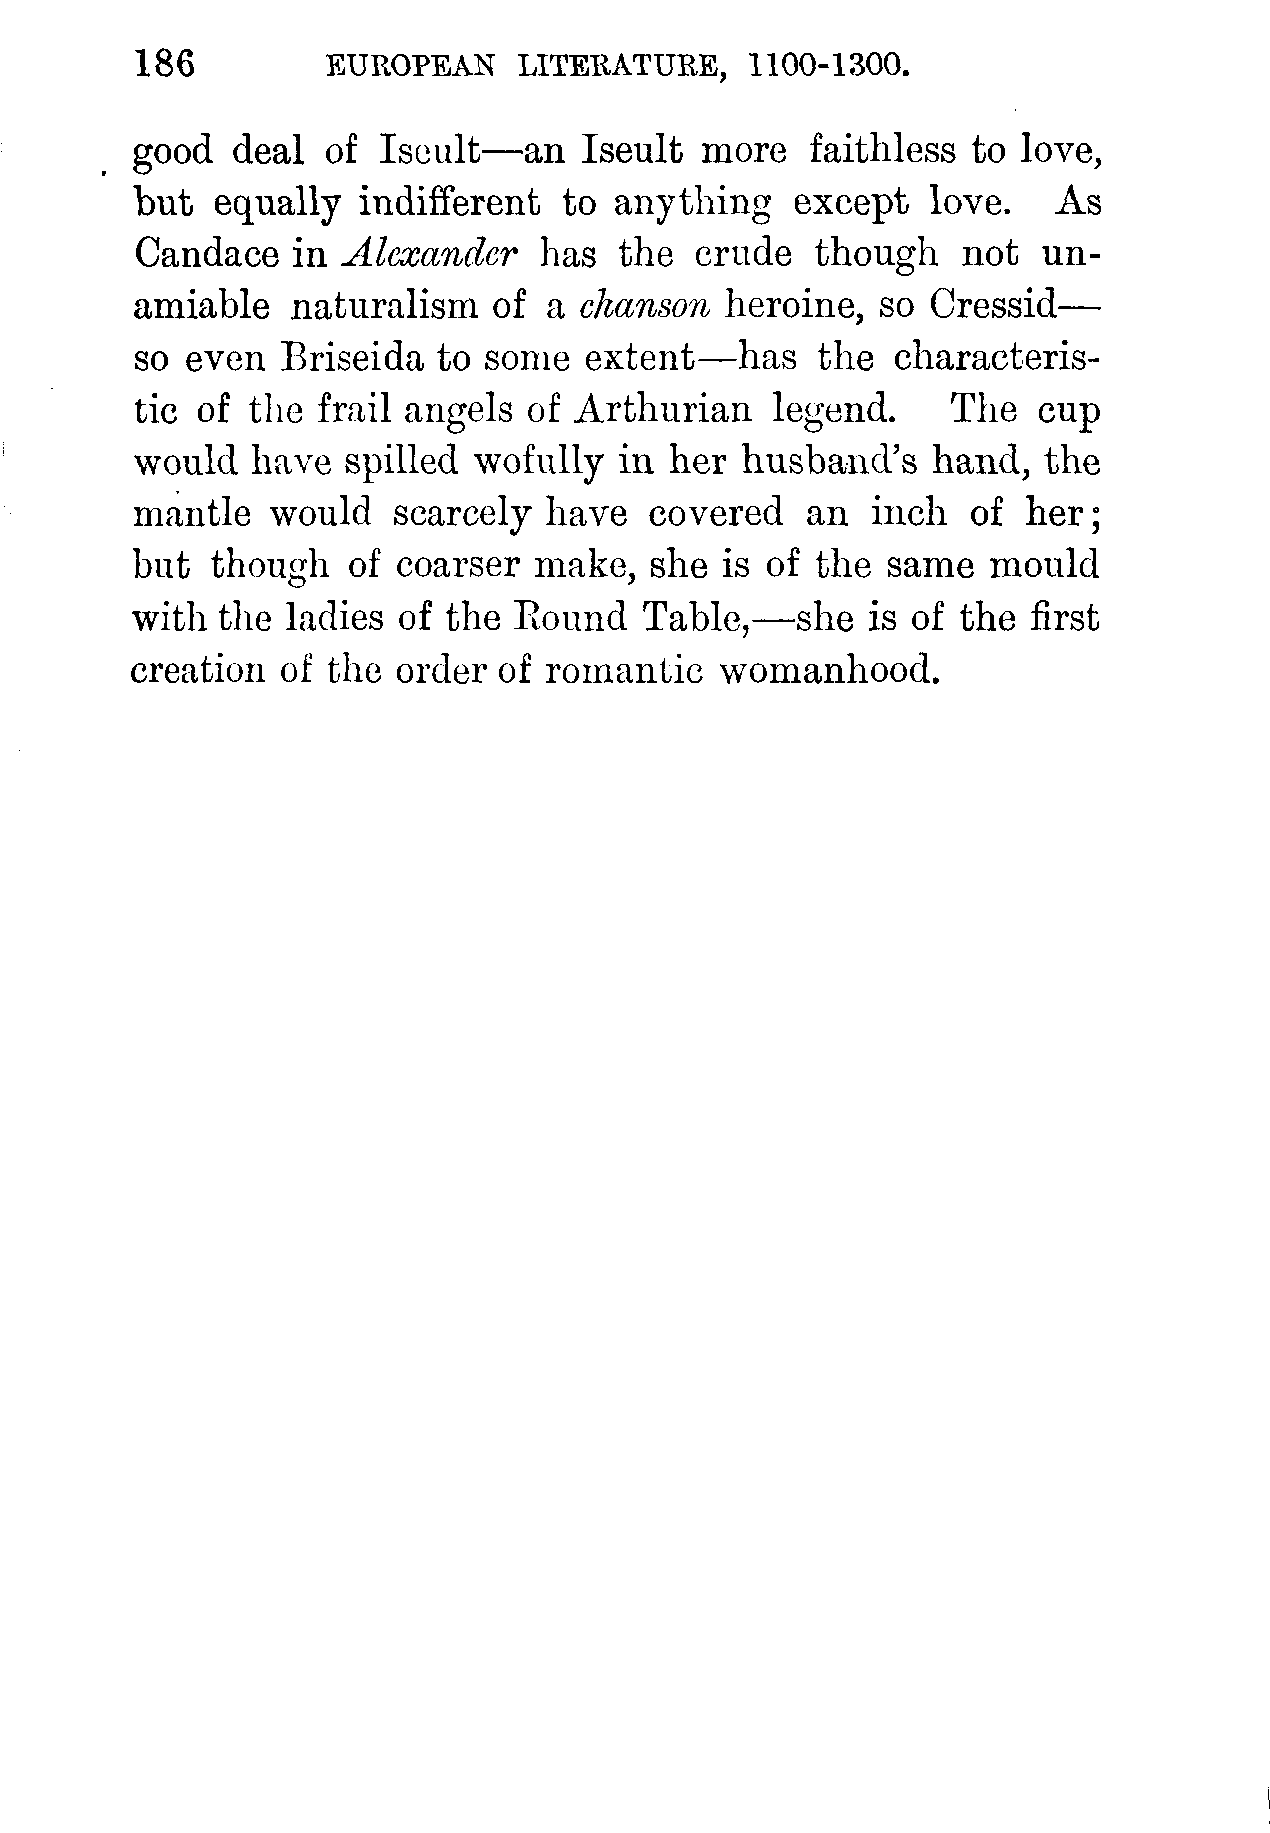 186 EUROPEAN LITERATURE, 1100-1300.
good deal of Iseult—an Iseult more faithless to love,
but equally indifferent to anything except love. As
Candace in Alexander has the crude though not un-
amiable naturalism of a chanson heroine, so Cressid—
so even Briseida to some extent—has the characteris-
tic of the frail angels of Arthurian legend. The cup
would have spilled wofully in her husband's hand, the
mantle would scarcely have covered an inch of her;
but though of coarser make, she is of the same mould
with the ladies of the Round Table,—she is of the first
creation of the order of romantic womanhood.